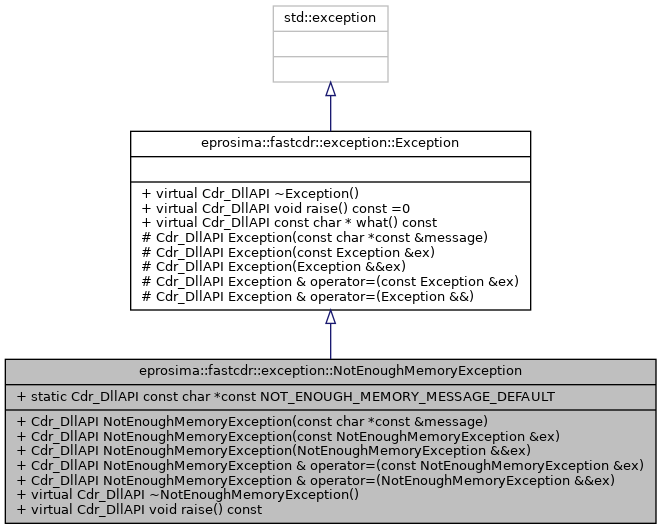 std::exception
eprosima::fastcdr::exception::Exception
+ virtual Cdr_DllAPI ~Exception()
+ virtual Cdr_DllAPI void raise() const =0
+ virtual Cdr_DllAPI const char * what() const
# Cdr_DllAPI Exception(const char *const &message)
# Cdr_DllAPI Exception(const Exception &ex)
# Cdr_DllAPI Exception(Exception &&ex)
# Cdr_DllAPI Exception & operator=(const Exception &ex)
# Cdr_DllAPI Exception & operator=(Exception &&)
eprosima::fastcdr::exception::NotEnoughMemoryException
+ static Cdr_DllAPI const char *const NOT_ENOUGH_MEMORY_MESSAGE_DEFAULT
+ Cdr_DllAPI NotEnoughMemoryException(const char *const &message)
+ Cdr_DllAPI NotEnoughMemoryException(const NotEnoughMemoryException &ex)
+ Cdr_DllAPI NotEnoughMemoryException(NotEnoughMemoryException &&ex)
+ Cdr_DllAPI NotEnoughMemoryException & operator=(const NotEnoughMemoryException &ex)
+ Cdr_DllAPI NotEnoughMemoryException & operator=(NotEnoughMemoryException &&ex)
+ virtual Cdr_DllAPI ~NotEnoughMemoryException()
+ virtual Cdr_DllAPI void raise() const